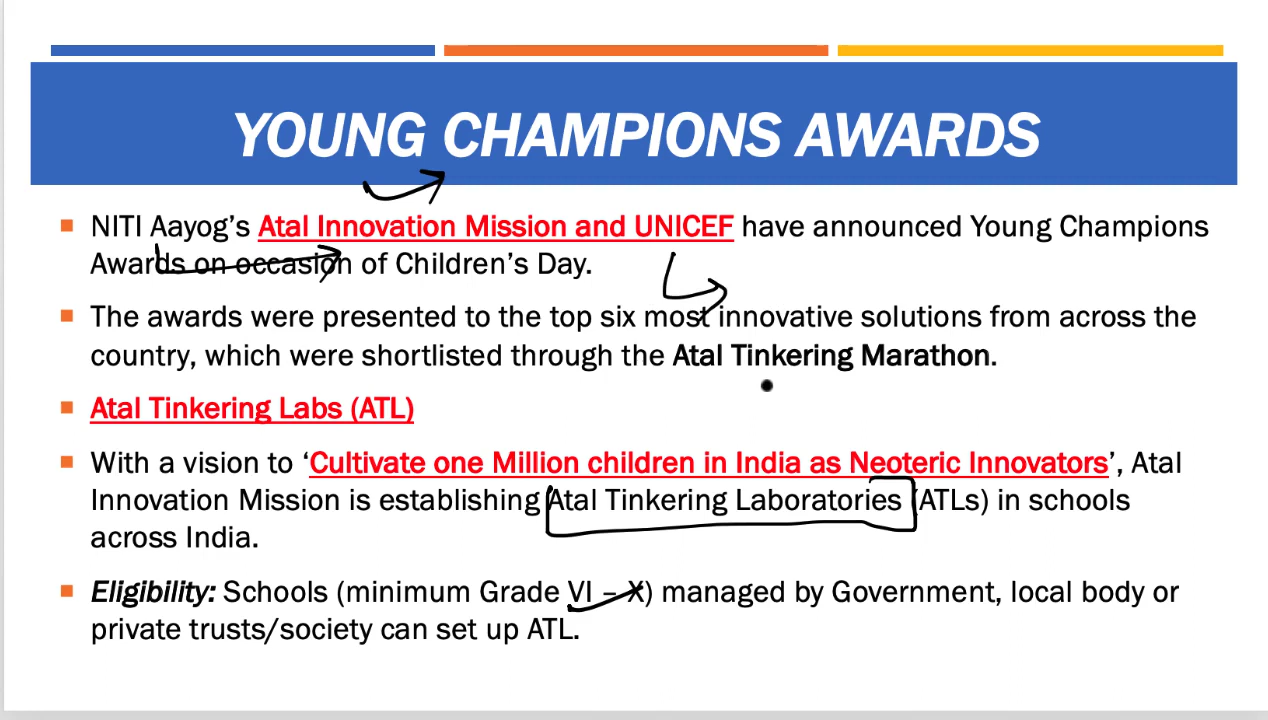 YOUNG CHAMPIONS AWARDS
NITI Aayog's Atal Innovation Mission and UNICEF have announced Young Champions
Awards on occasion of Children's Day.
The awards were presented to the top six most innovative solutions from across the
country, which were shortlisted through the Atal Tinkering Marathon.
Atal Tinkering Labs (ATL)
With a vision to 'Cultivate one Million children in India as Neoteric Innovators', Atal
Innovation Mission is establishing Atal Tinkering Laboratories (ATLs) in schools
across India.
Eligibility: Schools (minimum Grade VI – X) managed by Government, local body or
private trusts/society can set up ATL.